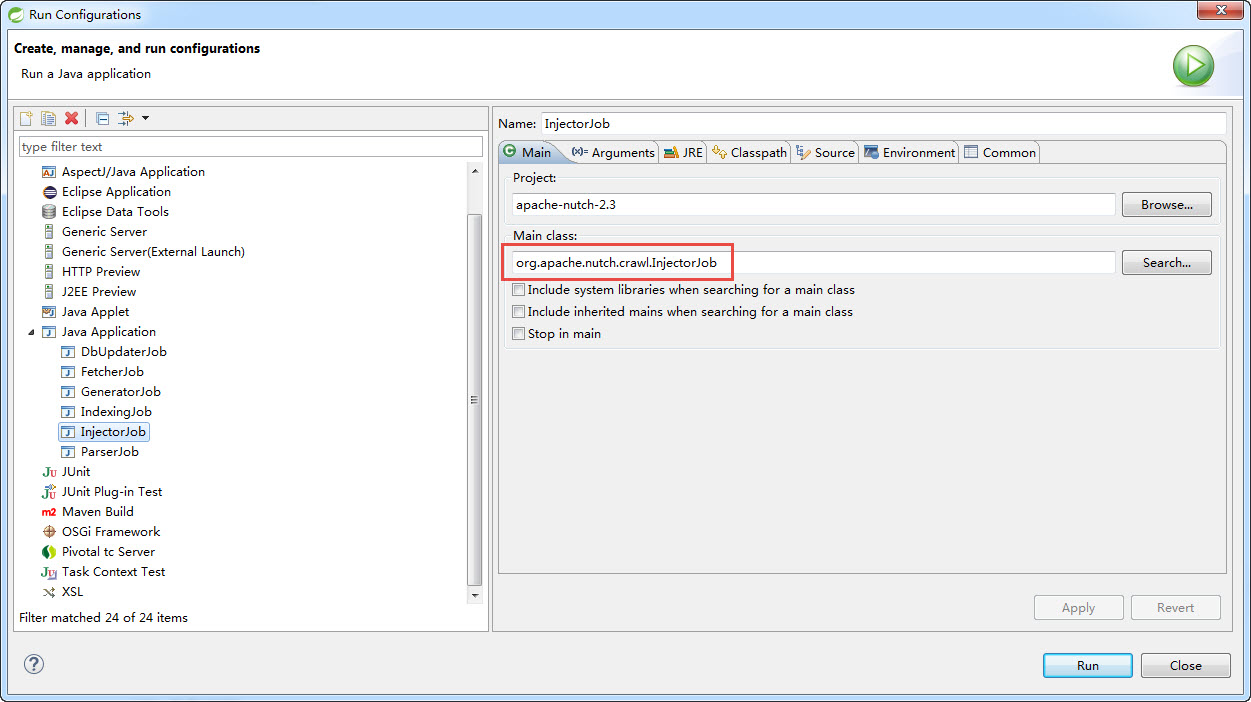 Run Configurations
Create, manage, and run configurations
Run a Java application
type filter text
AspectJ/Java Application
Eclipse Application
Eclipse Data Tools
Generic Server
Generic Server(External Launch)
HTTP Preview
J2EE Preview
Java Applet
Java Application
DbUpdaterJob
FetcherJob
GeneratorJob
IndexingJob
InjectorJob
ParserJob
JUnit
JUnit Plug-in Test
m2 Maven Build
OSGi Framework
Pivotal tc Server
Task Context Test
XSL
Filter matched 24 of 24 items
Name: InjectorJob
Main (x)= Arguments JRE Classpath Source Environment Common
Project:
apache-nutch-2.3 Browse...
Main class:
org.apache.nutch.crawl.InjectorJob Search...
Include system libraries when searching for a main class
Include inherited mains when searching for a main class
Stop in main
Apply Revert
? Run Close